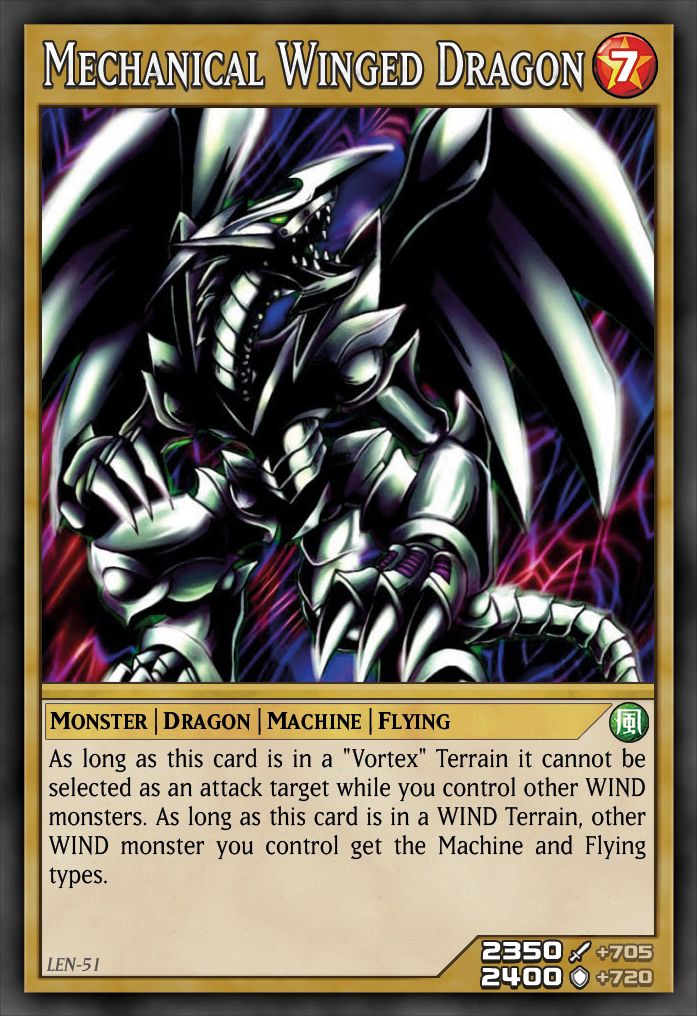 Mechanical Winged Dragon 7
Monster | Dragon | Machine | Flying 風
As long as this card is in a "Vortex" Terrain it cannot be
selected as an attack target while you control other WIND
monsters. As long as this card is in a WIND Terrain, other
WIND monster you control get the Machine and Flying
types.
2350 +705
LEN-51 2400 +720